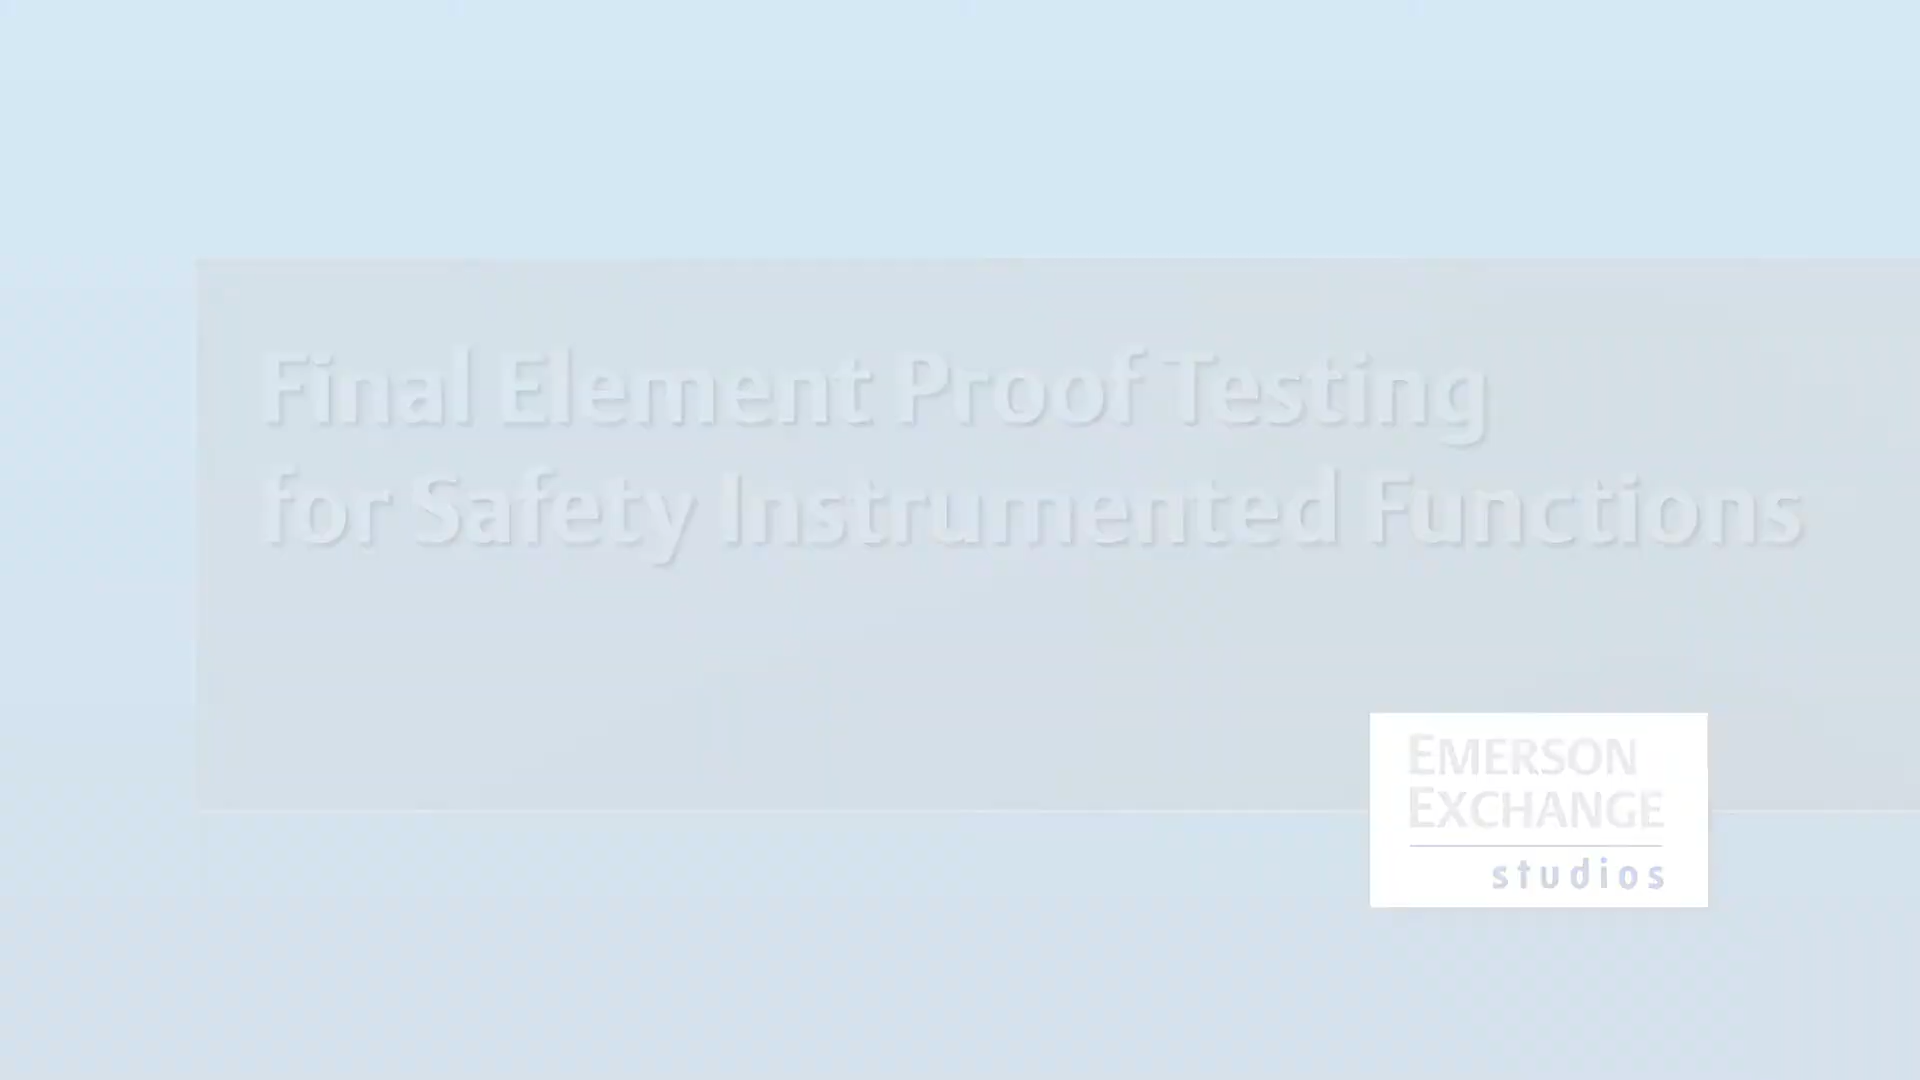 Final Element Proof Testing
for Safety Instrumented Functions
EMERSON
EXCHANGE
studios